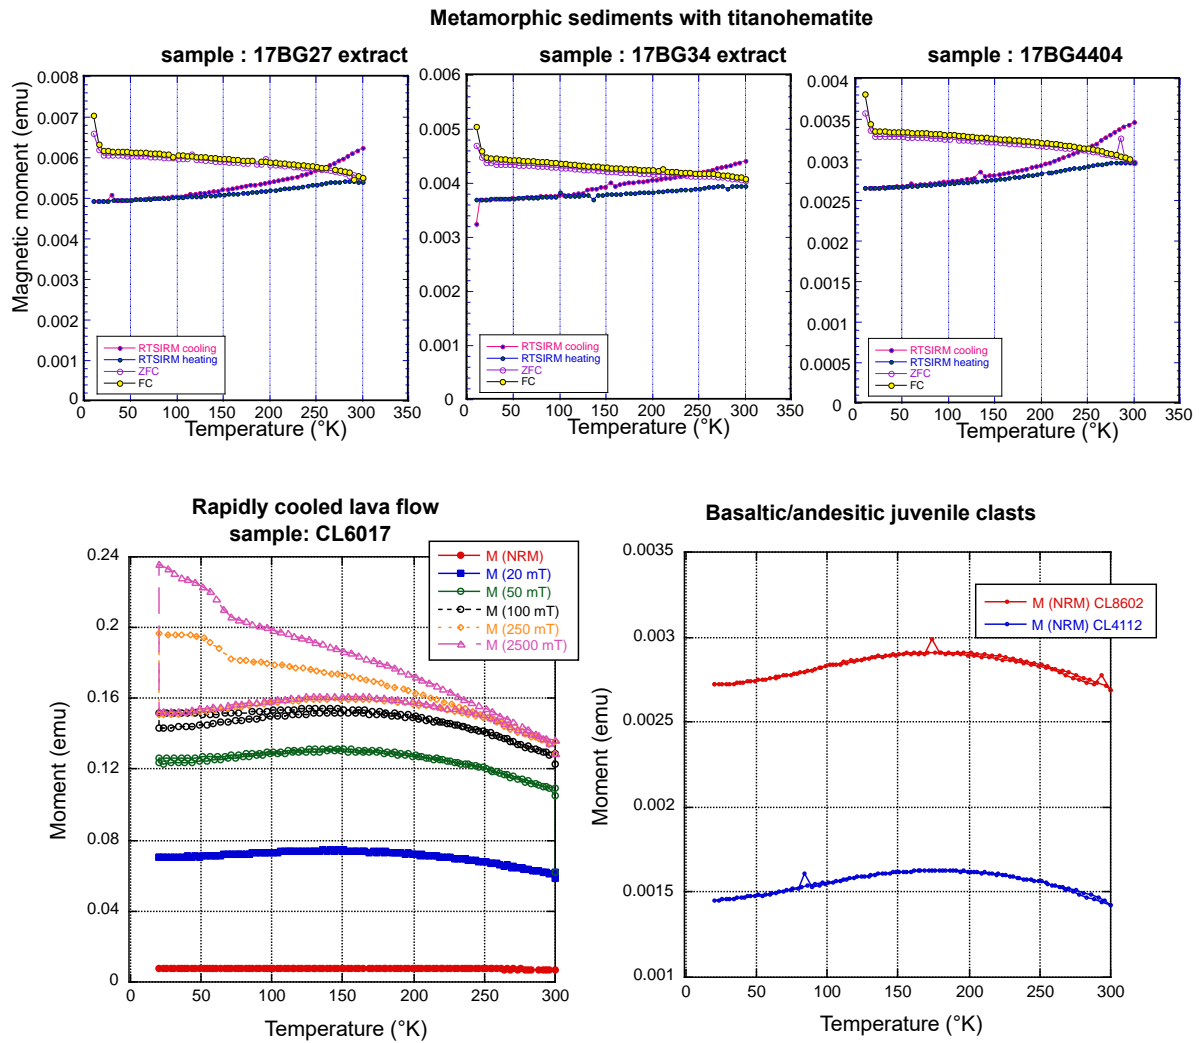 Metamorphic sediments with titanohematite
sample : 17BG27 extract
sample : 17BG34 extract
sample : 17BG4404
Magnetic moment (emu)
0.008
0.007
0.006
0.005
0.004
0.003
0.002
0.001
0
RTSIRM cooling
RTSIRM heating
ZFC
FC
0 50 100 150 200 250 300 350
Temperature (°K)
0.006
0.005
0.004
0.003
0.002
0.001
0
RTSIRM cooling
RTSIRM heating
ZFC
FC
0 50 100 150 200 250 300 350
Temperature (°K)
0.004
0.0035
0.003
0.0025
0.002
0.0015
0.001
0.0005
0
RTSIRM cooling
RTSIRM heating
ZFC
FC
0 50 100 150 200 250 300 350
Temperature (°K)
Rapidly cooled lava flow
sample: CL6017
Moment (emu)
0.24
0.2
0.16
0.12
0.08
0.04
0
M (NRM)
M (20 mT)
M (50 mT)
M (100 mT)
M (250 mT)
M (2500 mT)
0 50 100 150 200 250 300
Temperature (°K)
Basaltic/andesitic juvenile clasts
Moment (emu)
0.0035
0.003
0.0025
0.002
0.0015
0.001
M (NRM) CL8602
M (NRM) CL4112
0 50 100 150 200 250 300
Temperature (°K)